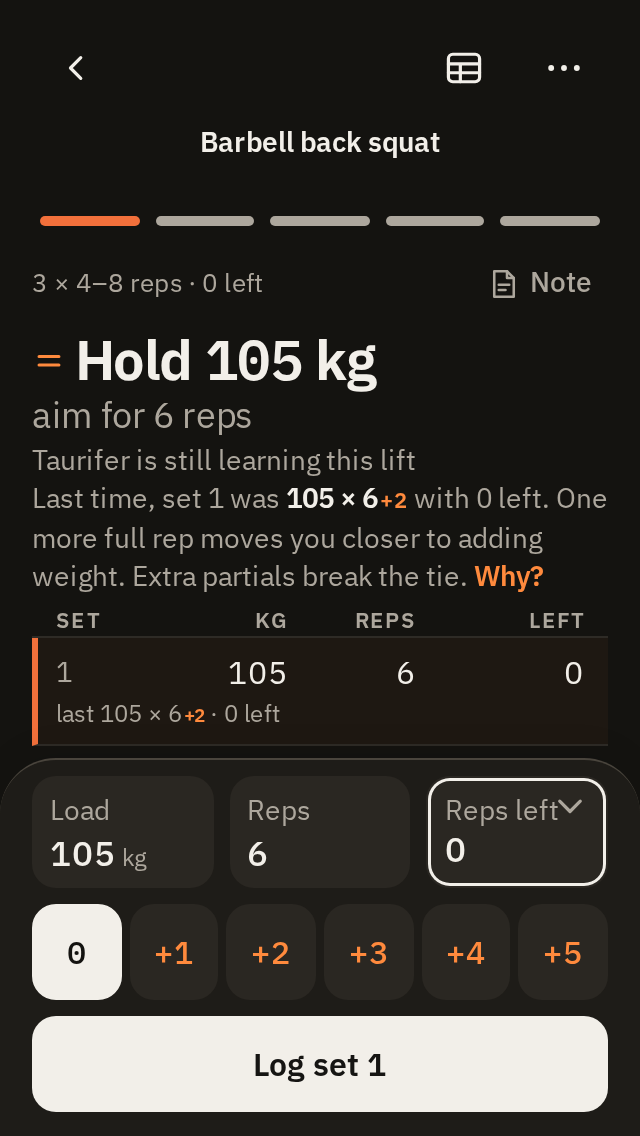 Barbell back squat
3 × 4–8 reps · 0 left
Note
= Hold 105 kg
aim for 6 reps
Taurifer is still learning this lift
Last time, set 1 was 105 × 6+2 with 0 left. One
more full rep moves you closer to adding
weight. Extra partials break the tie. Why?
SET KG REPS LEFT
1 105 6 0
last 105 × 6+2 · 0 left
Load Reps Reps left
105 kg 6 0
0 +1 +2 +3 +4 +5
Log set 1